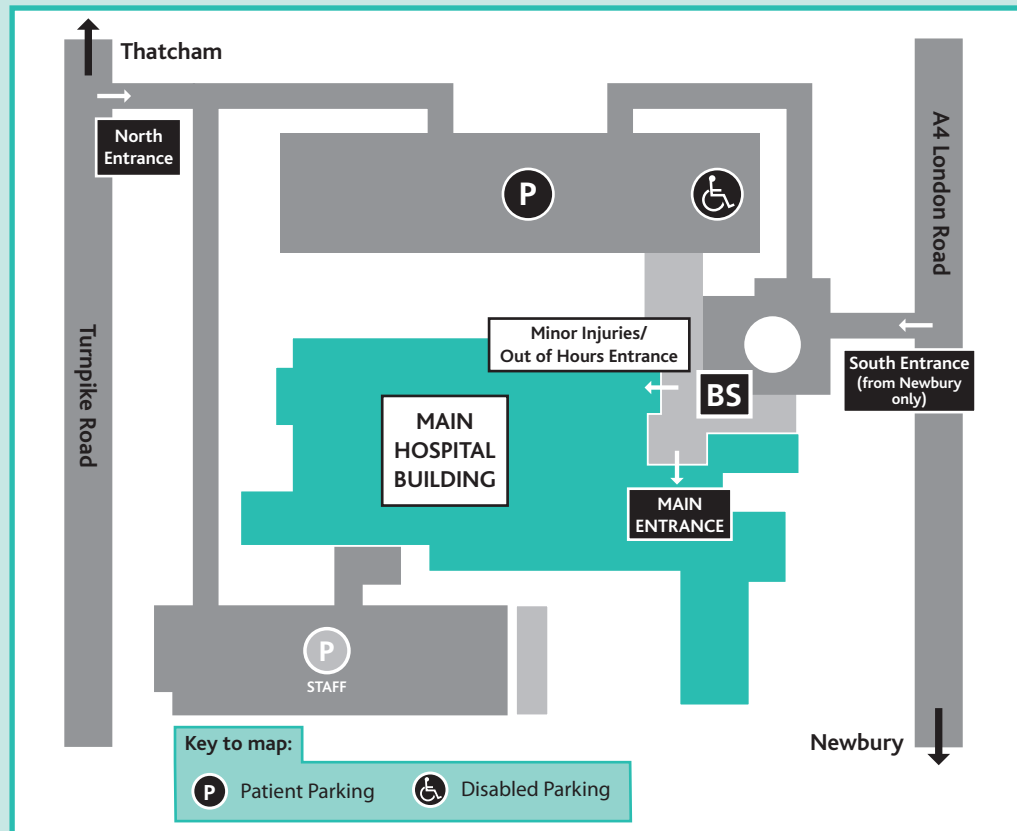 Thatcham
North
Entrance
Turnpike Road
P
A4 London Road
Minor Injuries/
Out of Hours Entrance
South Entrance
(from Newbury
only)
BS
MAIN
HOSPITAL
BUILDING
MAIN
ENTRANCE
P
STAFF
Newbury
Key to map:
P Patient Parking
Disabled Parking